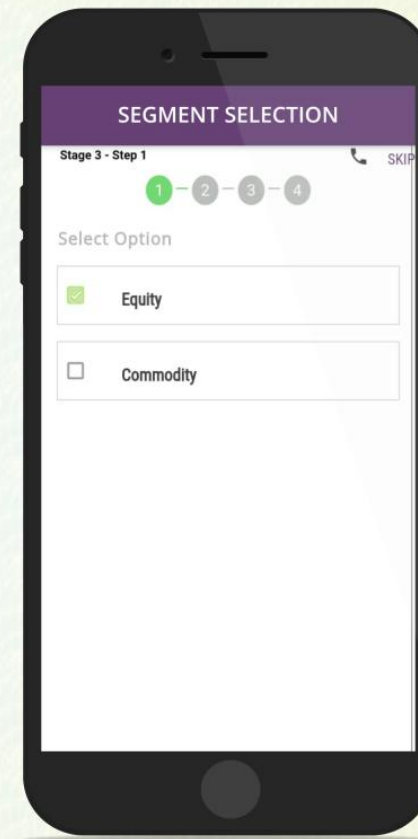 SEGMENT SELECTION
Stage 3 - Step 1
SKIP
1 2 3 4
Select Option
Equity
Commodity